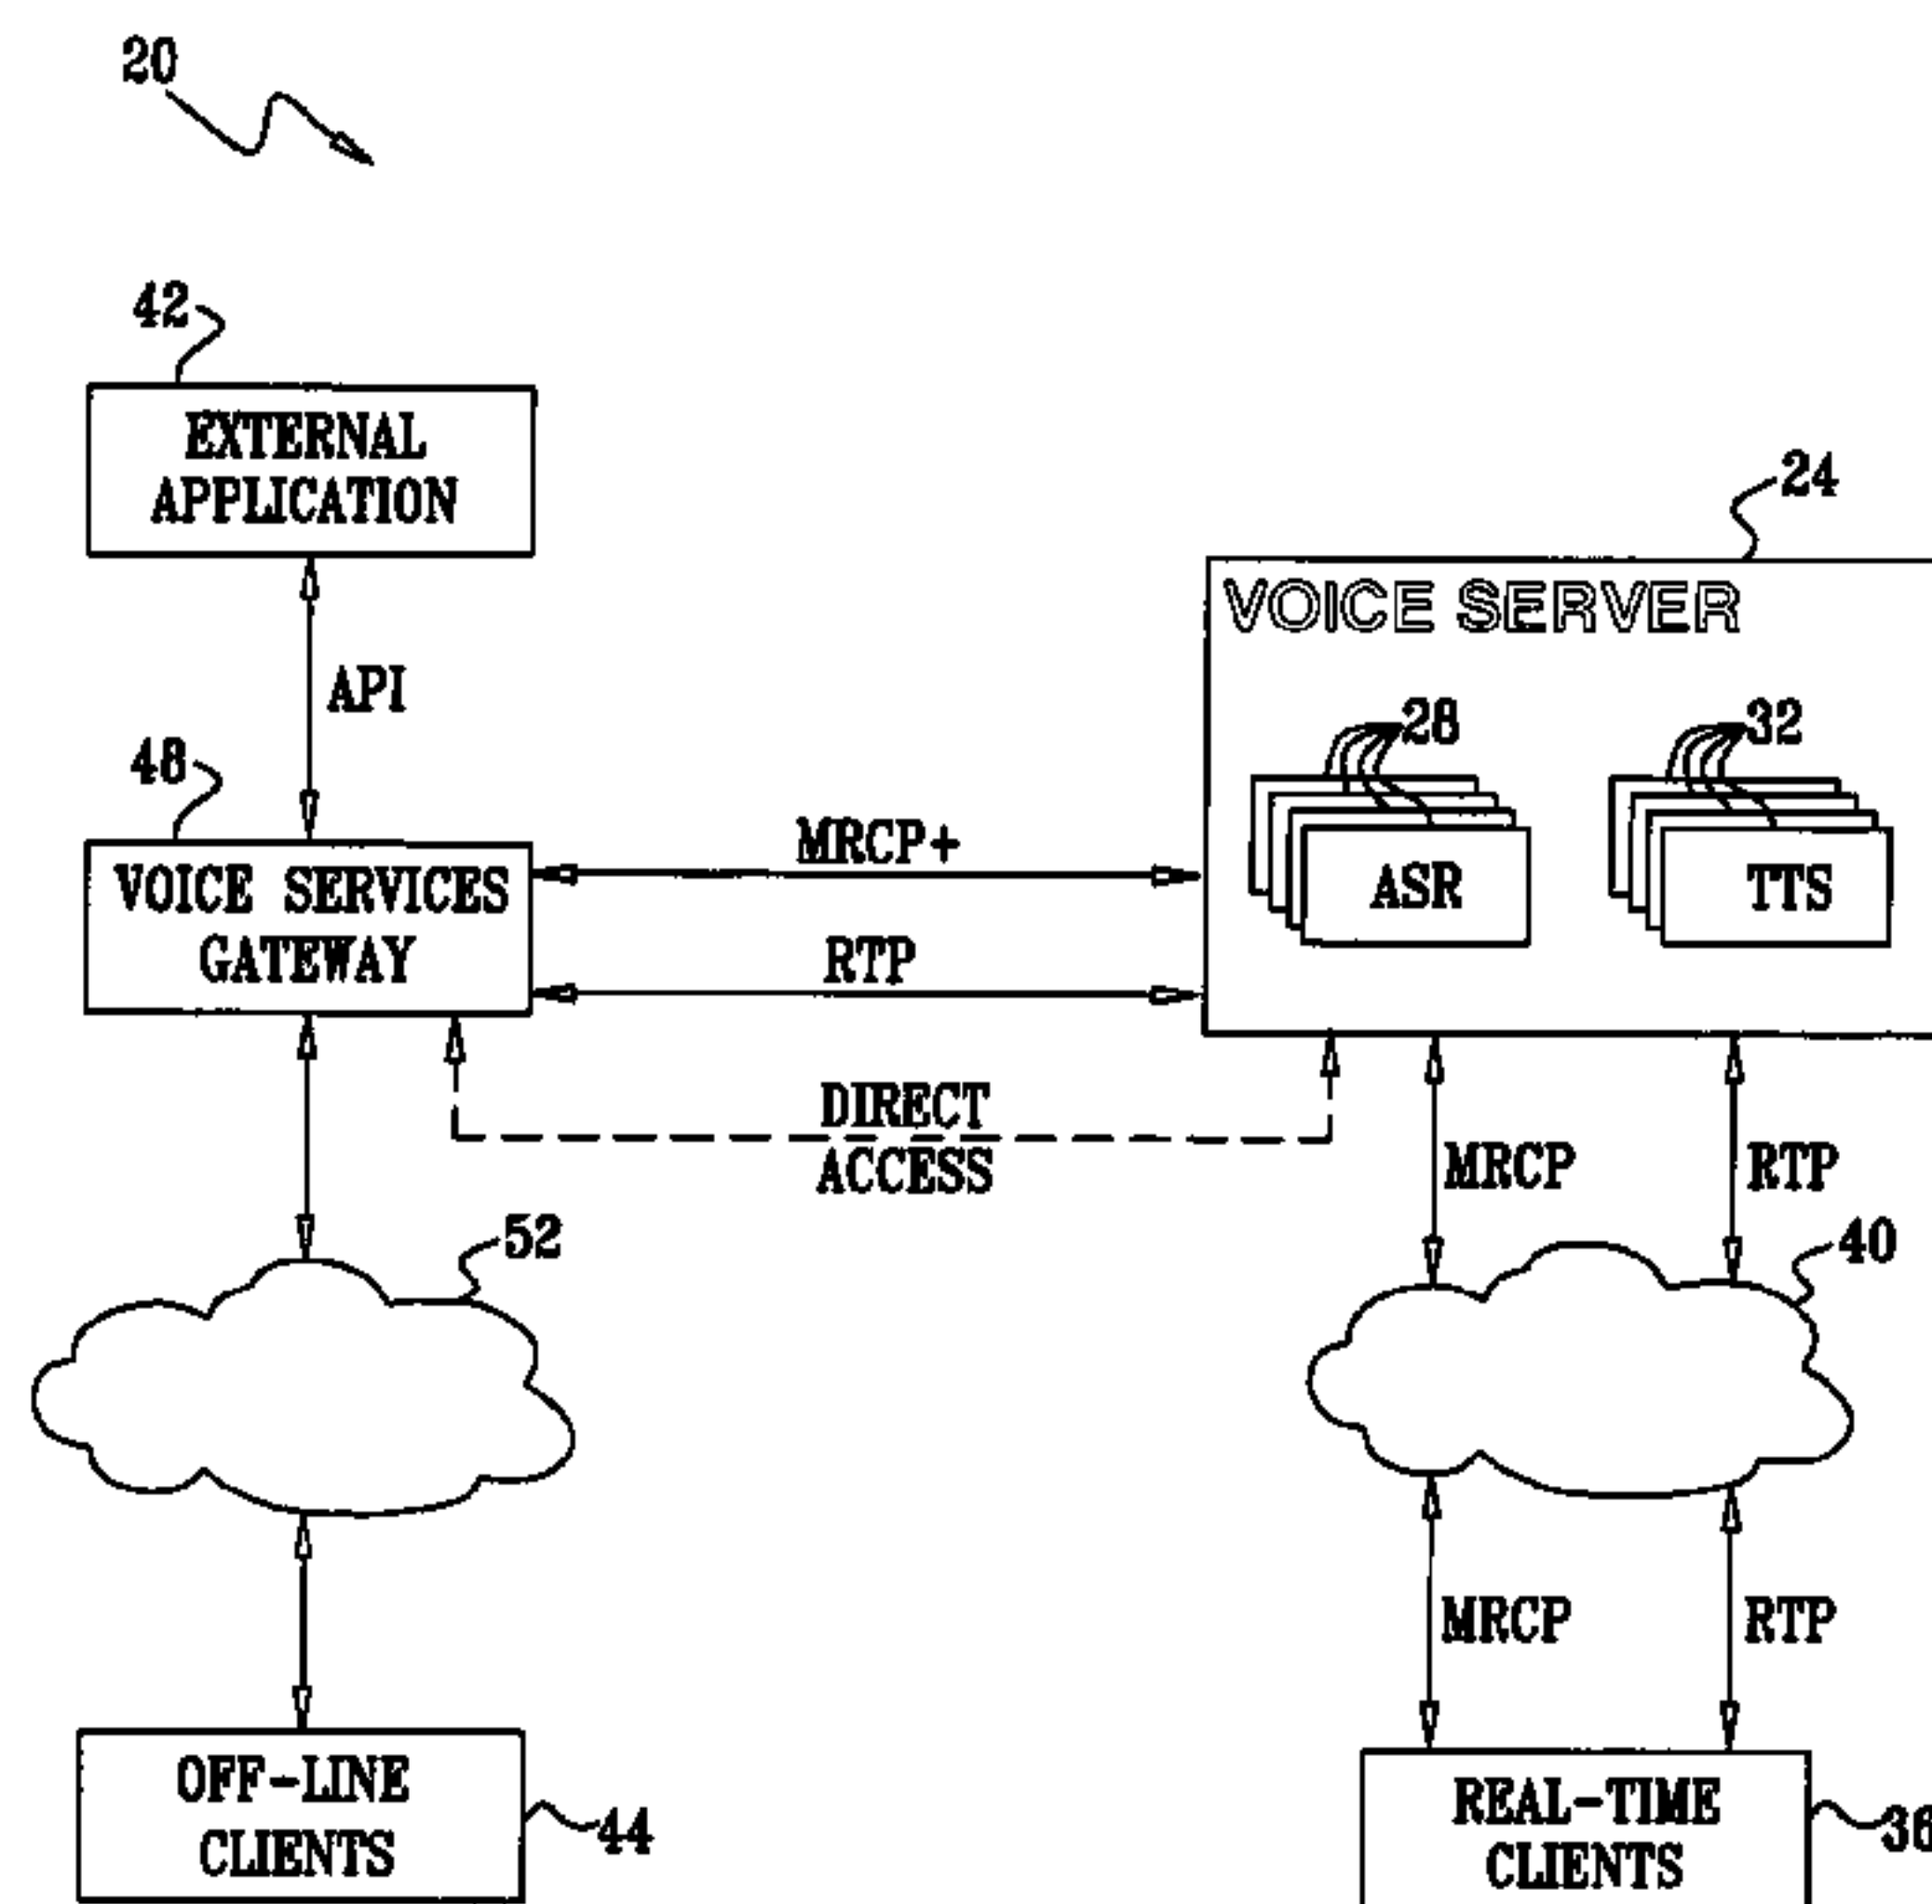 20
42
EXTERNAL
APPLICATION
24
VOICE SERVER
API
28
32
48
MRCP+
VOICE SERVICES
GATEWAY
ASR
TTS
RTP
DIRECT
ACCESS
MRCP
RTP
52
40
MRCP
RTP
OFF-LINE
CLIENTS
44
REAL-TIME
CLIENTS
36